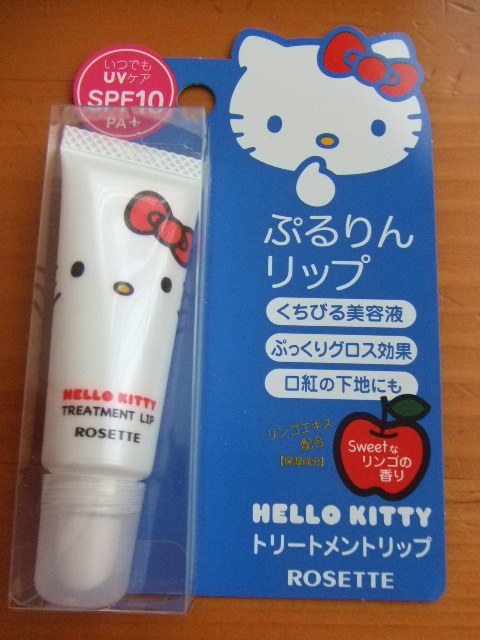 いつでも
UVケア
SPF10
PA+
ぷるりん
リップ
くちびる美容液
ぷっくりグロス効果
口紅の下地にも
リンゴエキス
配合
【保湿成分】
Sweetな
リンゴの
香り
HELLO KITTY
トリートメントリップ
ROSETTE
HELLO KITTY
TREATMENT LIP
ROSETTE